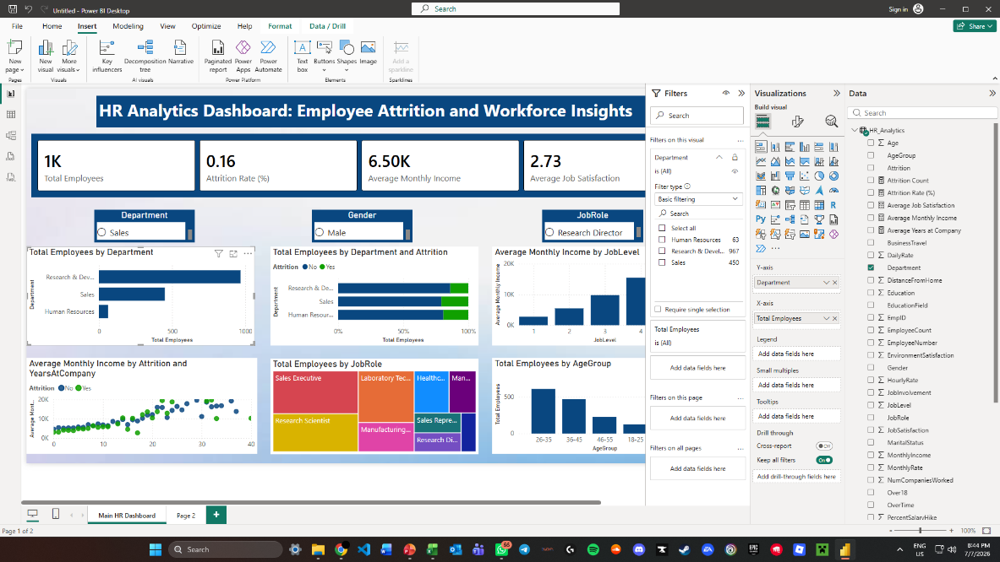 Untitled - Power BI Desktop
Search
Sign in
File Home Insert Modeling View Optimize Help Format Data / Drill
Share
New page
Pages
New visual
More visuals
Visuals
Key influencers
Decomposition tree
Narrative
AI visuals
Paginated report
Power Apps
Power Automate
Power Platform
Text box
Buttons
Shapes
Image
Elements
Add a sparkline
Sparklines
HR Analytics Dashboard: Employee Attrition and Workforce Insights
1K
Total Employees
0.16
Attrition Rate (%)
6.50K
Average Monthly Income
2.73
Average Job Satisfaction
Department
Sales
Gender
Male
JobRole
Research Director
Total Employees by Department
Department
Research & Dev...
Sales
Human Resources
0 500 1000
Total Employees
Total Employees by Department and Attrition
Attrition No Yes
Department
Research & De...
Sales
Human Resour...
0% 50% 100%
Total Employees
Average Monthly Income by JobLevel
Average Monthly Income
20K
10K
0K
1 2 3 4
JobLevel
Average Monthly Income by Attrition and
YearsAtCompany
Attrition No Yes
Average Mont...
20K
10K
0K
0 10 20 30 40
Total Employees by JobRole
Sales Executive
Laboratory Tec...
Healthc...
Man...
Research Scientist
Manufacturing...
Sales Repre...
Research Di...
Total Employees by AgeGroup
Total Employees
500
0
26-35 36-45 46-55 18-25
AgeGroup
Filters
Search
Filters on this visual
Department
is (All)
Filter type
Basic filtering
Search
Select all
Human Resources 63
Research & Devel... 967
Sales 450
Require single selection
Total Employees
is (All)
Add data fields here
Filters on this page
Add data fields here
Filters on all pages
Add data fields here
Visualizations
Build visual
R
Py
Y-axis
Department
X-axis
Total Employees
Legend
Add data fields here
Small multiples
Add data fields here
Tooltips
Add data fields here
Drill through
Cross-report Off
Keep all filters On
Add drill-through fields here
Data
Search
HR_Analytics
Age
AgeGroup
Attrition
Attrition Count
Attrition Rate (%)
Average Job Satisfaction
Average Monthly Income
Average Years at Company
BusinessTravel
DailyRate
Department
DistanceFromHome
Education
EducationField
EmpID
EmployeeCount
EmployeeNumber
EnvironmentSatisfaction
Gender
HourlyRate
JobInvolvement
JobLevel
JobRole
JobSatisfaction
MaritalStatus
MonthlyIncome
MonthlyRate
NumCompaniesWorked
Over18
OverTime
PercentSalaryHike
Main HR Dashboard
Page 2
Page 1 of 2
100%
Search
66
ENG
US
8:44 PM
7/7/2026